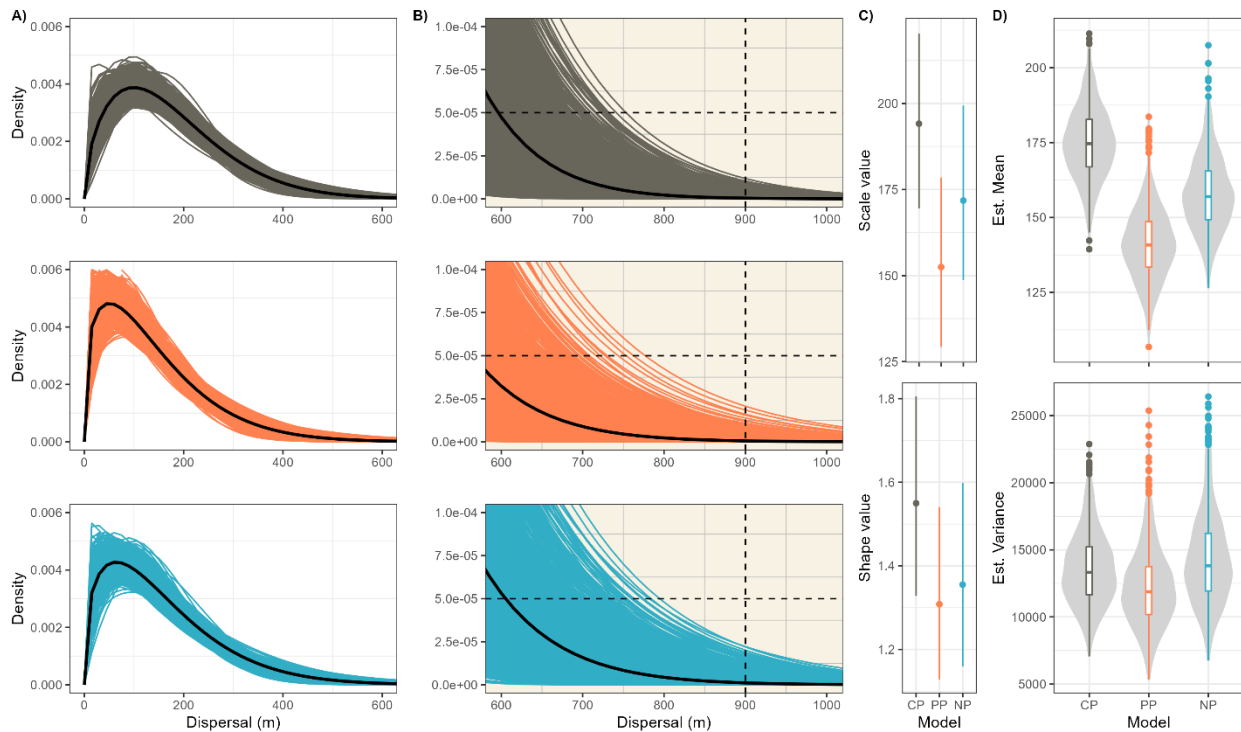 A)
0.006
0.004
0.002
0.000
Density
0 200 400 600
0.006
0.004
0.002
0.000
Density
0 200 400 600
0.006
0.004
0.002
0.000
Density
0 200 400 600
Dispersal (m)
B)
1.0e-04
7.5e-05
5.0e-05
2.5e-05
0.0e+00
600 700 800 900 1000
1.0e-04
7.5e-05
5.0e-05
2.5e-05
0.0e+00
600 700 800 900 1000
1.0e-04
7.5e-05
5.0e-05
2.5e-05
0.0e+00
600 700 800 900 1000
Dispersal (m)
C)
Scale value
200
175
150
125
Shape value
1.8
1.6
1.4
1.2
CP PP NP
Model
D)
Est. Mean
200
175
150
125
Est. Variance
25000
20000
15000
10000
5000
CP PP NP
Model